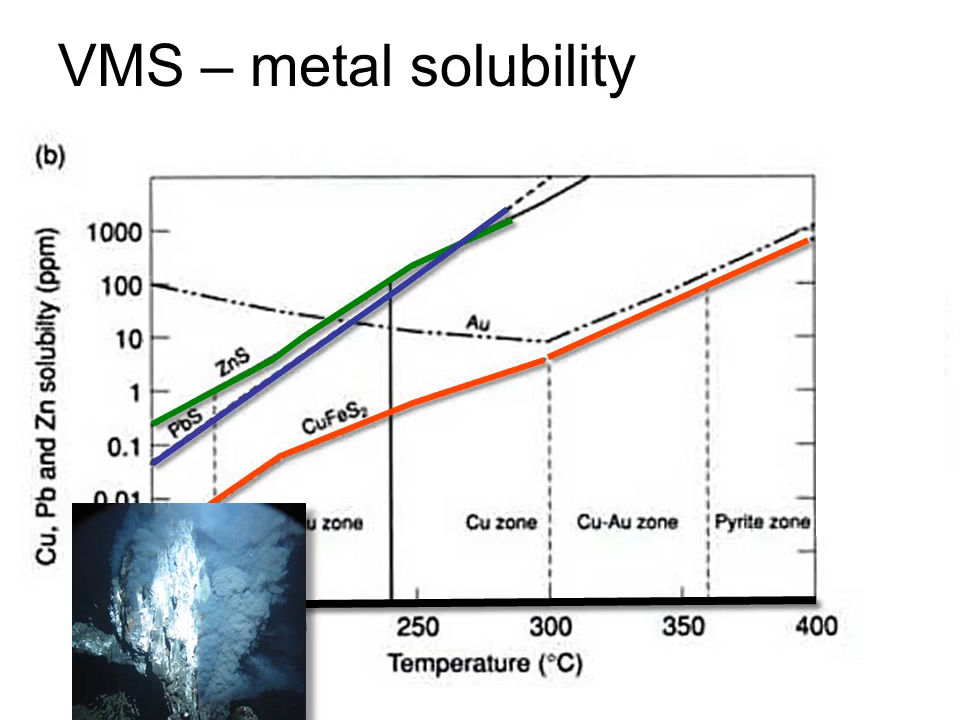 VMS – metal solubility
(b)
Cu, Pb and Zn solubilty (ppm)
1000
100
10
1
0.1
0.01
ZnS
PbS
CuFeS₂
Au
u zone
Cu zone
Cu-Au zone
Pyrite zone
250
300
350
400
Temperature (°C)